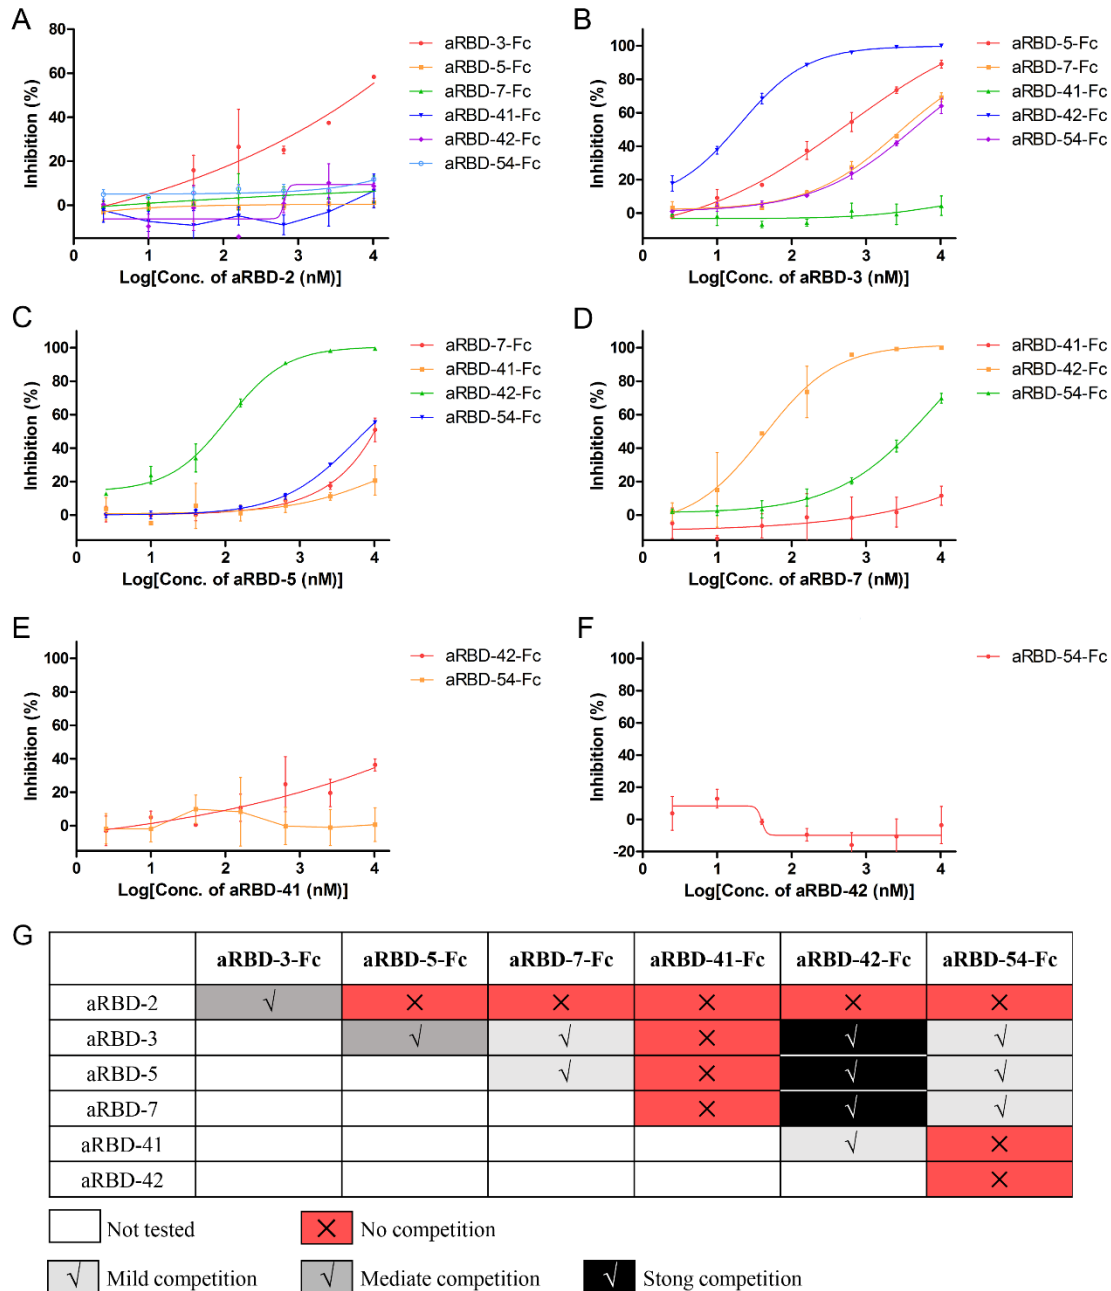 A
80
60
40
20
0
Inhibition (%)
0 1 2 3 4
Log[Conc. of aRBD-2 (nM)]
aRBD-3-Fc
aRBD-5-Fc
aRBD-7-Fc
aRBD-41-Fc
aRBD-42-Fc
aRBD-54-Fc
B
100
80
60
40
20
0
Inhibition (%)
0 1 2 3 4
Log[Conc. of aRBD-3 (nM)]
aRBD-5-Fc
aRBD-7-Fc
aRBD-41-Fc
aRBD-42-Fc
aRBD-54-Fc
C
100
80
60
40
20
0
Inhibition (%)
0 1 2 3 4
Log[Conc. of aRBD-5 (nM)]
aRBD-7-Fc
aRBD-41-Fc
aRBD-42-Fc
aRBD-54-Fc
D
100
80
60
40
20
0
Inhibition (%)
0 1 2 3 4
Log[Conc. of aRBD-7 (nM)]
aRBD-41-Fc
aRBD-42-Fc
aRBD-54-Fc
E
100
80
60
40
20
0
Inhibition (%)
0 1 2 3 4
Log[Conc. of aRBD-41 (nM)]
aRBD-42-Fc
aRBD-54-Fc
F
100
80
60
40
20
0
-20
Inhibition (%)
0 1 2 3 4
Log[Conc. of aRBD-42 (nM)]
aRBD-54-Fc
G
aRBD-3-Fc aRBD-5-Fc aRBD-7-Fc aRBD-41-Fc aRBD-42-Fc aRBD-54-Fc
aRBD-2 √ × × × × ×
aRBD-3 √ √ × √ √
aRBD-5 √ × √ √
aRBD-7 × √ √
aRBD-41 √ ×
aRBD-42 ×
Not tested × No competition
√ Mild competition √ Mediate competition √ Stong competition